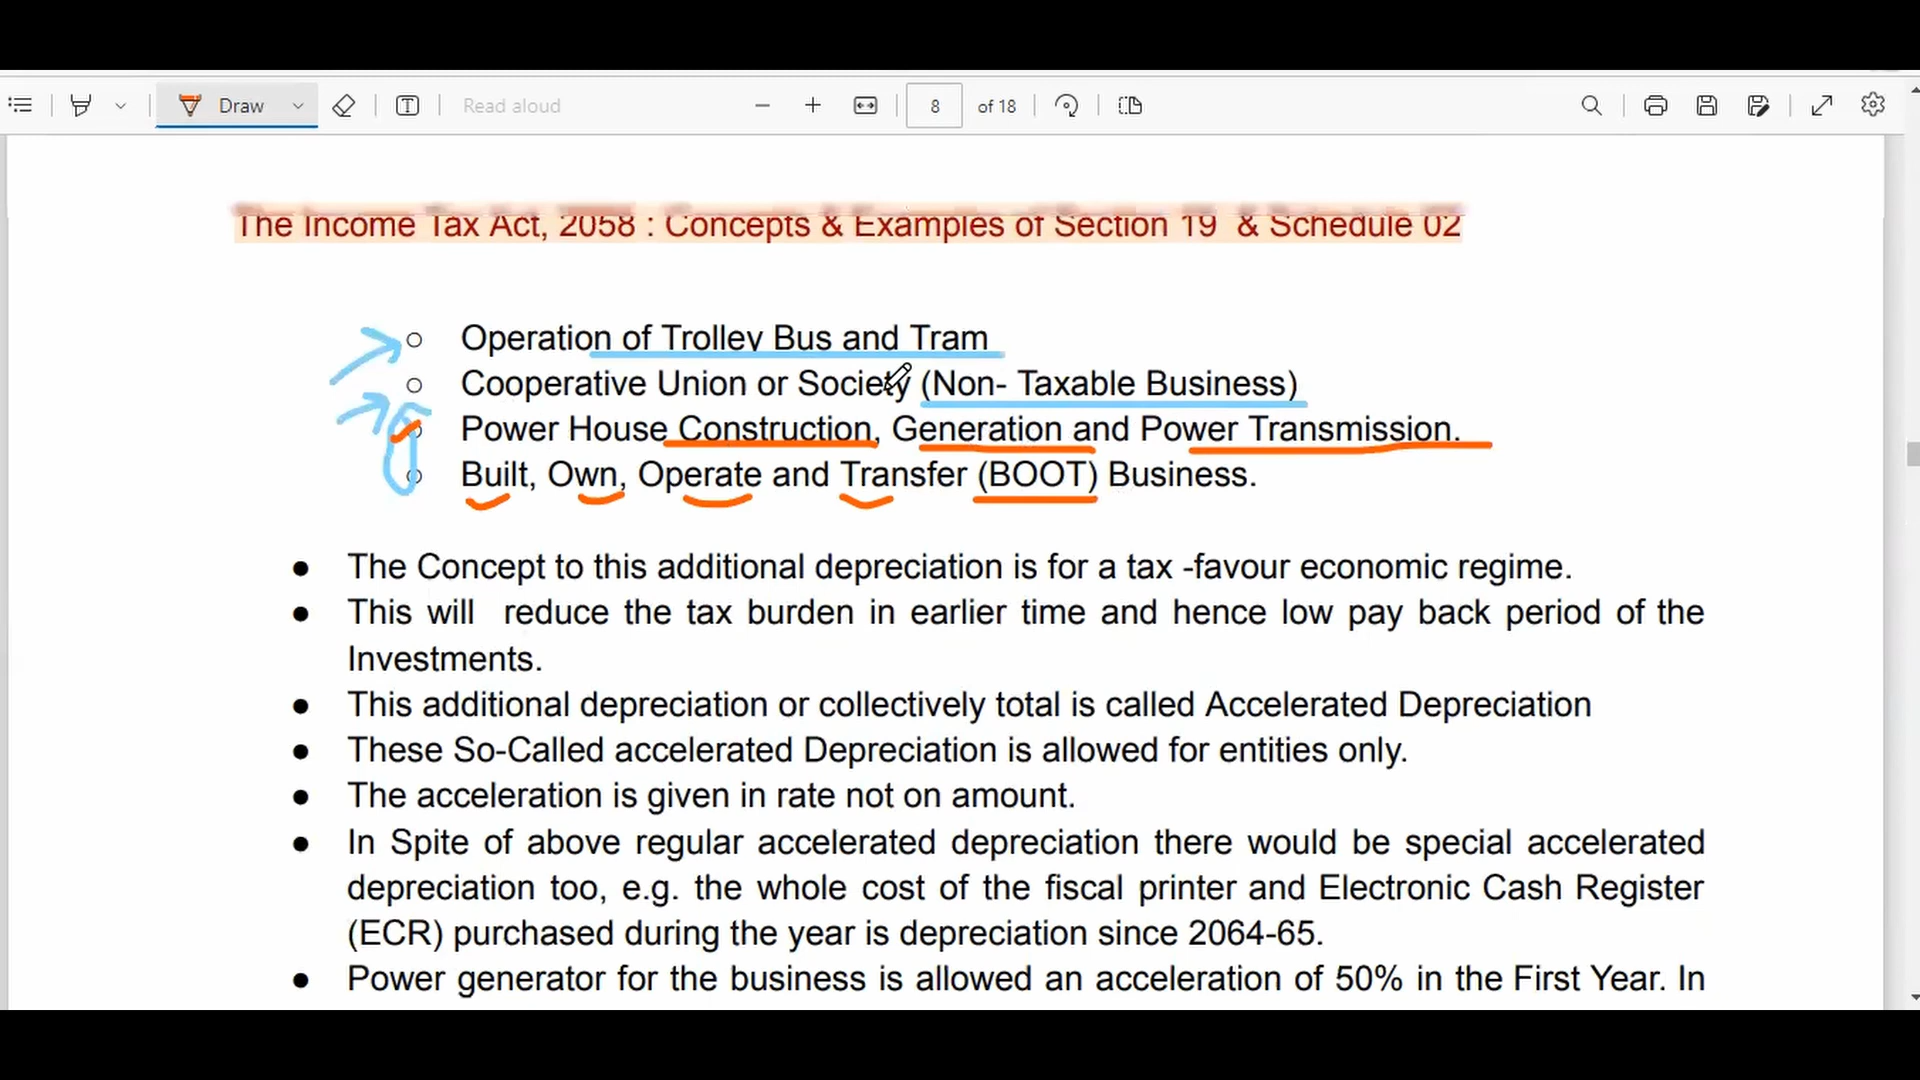 Draw
Read aloud
8 of 18
The Income Tax Act, 2058 : Concepts & Examples of Section 19 & Schedule 02
Operation of Trolley Bus and Tram
Cooperative Union or Society (Non- Taxable Business)
Power House Construction, Generation and Power Transmission.
Built, Own, Operate and Transfer (BOOT) Business.
The Concept to this additional depreciation is for a tax -favour economic regime.
This will reduce the tax burden in earlier time and hence low pay back period of the
Investments.
This additional depreciation or collectively total is called Accelerated Depreciation
These So-Called accelerated Depreciation is allowed for entities only.
The acceleration is given in rate not on amount.
In Spite of above regular accelerated depreciation there would be special accelerated
depreciation too, e.g. the whole cost of the fiscal printer and Electronic Cash Register
(ECR) purchased during the year is depreciation since 2064-65.
Power generator for the business is allowed an acceleration of 50% in the First Year. In